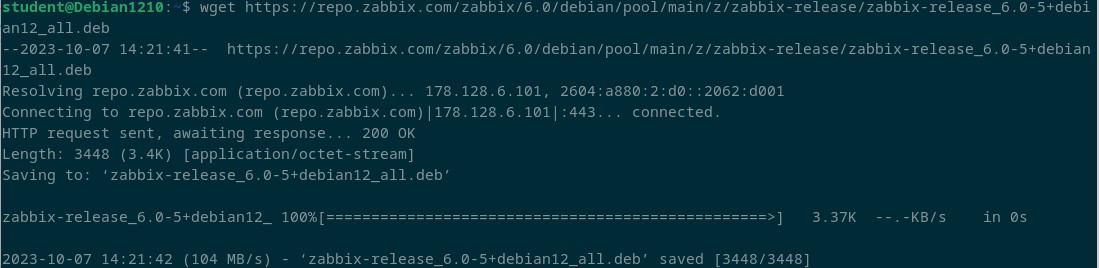 student@Debian1210:~$ wget https://repo.zabbix.com/zabbix/6.0/debian/pool/main/z/zabbix-release/zabbix-release_6.0-5+debi
an12_all.deb
--2023-10-07 14:21:41--  https://repo.zabbix.com/zabbix/6.0/debian/pool/main/z/zabbix-release/zabbix-release_6.0-5+debian
12_all.deb
Resolving repo.zabbix.com (repo.zabbix.com)... 178.128.6.101, 2604:a880:2:d0::2062:d001
Connecting to repo.zabbix.com (repo.zabbix.com)|178.128.6.101|:443... connected.
HTTP request sent, awaiting response... 200 OK
Length: 3448 (3.4K) [application/octet-stream]
Saving to: ‘zabbix-release_6.0-5+debian12_all.deb’
zabbix-release_6.0-5+debian12_ 100%[=================================================>]   3.37K  --.-KB/s    in 0s
2023-10-07 14:21:42 (104 MB/s) - ‘zabbix-release_6.0-5+debian12_all.deb’ saved [3448/3448]